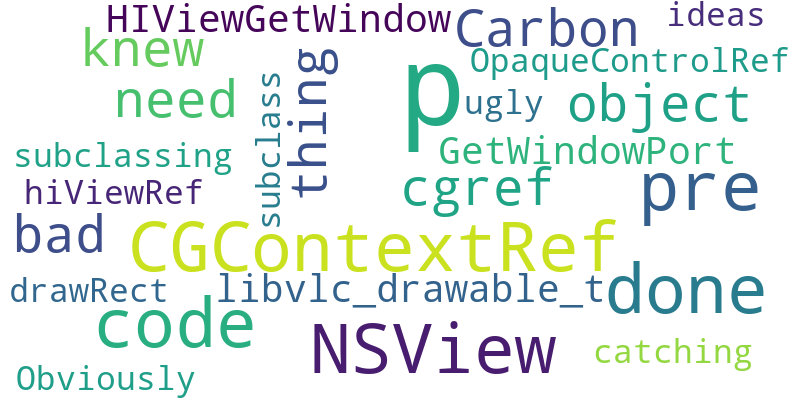 HIViewGetWindow
Carbon
ideas
knew
thing
p
OpaqueControlRef
need
subclass
ugly
object
subclassing
GetWindowPort
hiViewRef
cgref
pre
bad
CGContextRef
drawRect
libvlc_drawable_t
done
code
NSView
catching
Obviously